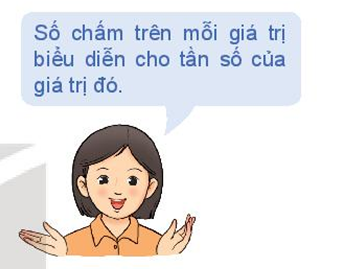 Số chấm trên mỗi giá trị
biểu diễn cho tần số của
giá trị đó.